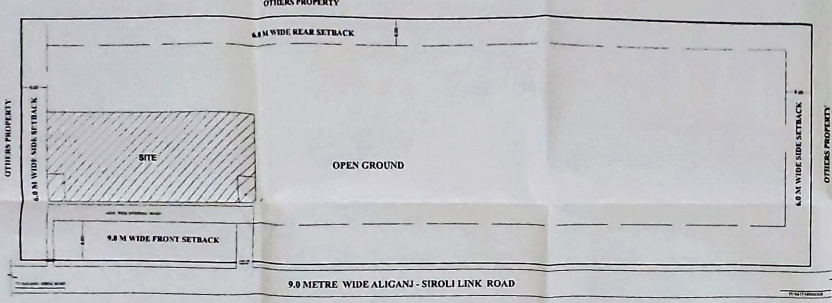 OTHERS PROPERTY
6.0 M WIDE REAR SETBACK
OTHERS PROPERTY
6.0 M WIDE SIDE SETBACK
SITE
OPEN GROUND
6.0 M WIDE SIDE SETBACK
OTHERS PROPERTY
9.0 M WIDE FRONT SETBACK
9.0 METRE WIDE ALIGANJ - SIROLI LINK ROAD